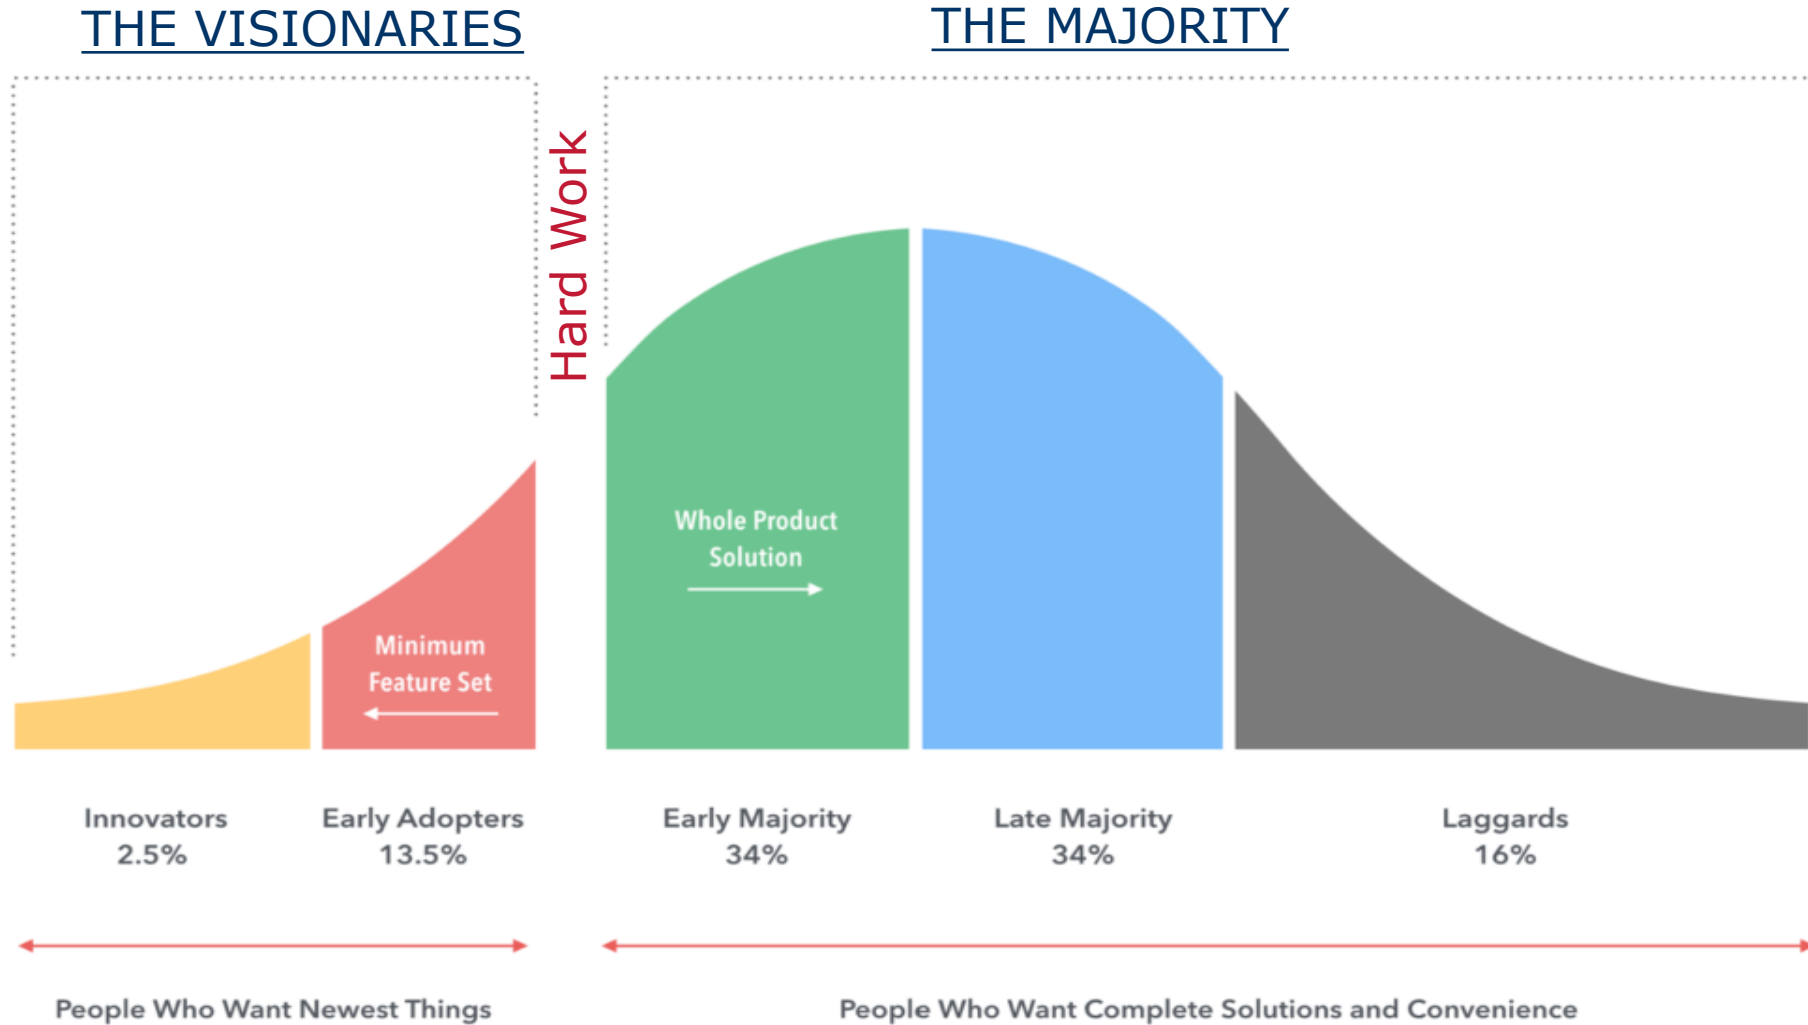 THE VISIONARIES
THE MAJORITY
Hard Work
Whole Product
Solution
Minimum
Feature Set
Innovators
2.5%
Early Adopters
13.5%
Early Majority
34%
Late Majority
34%
Laggards
16%
People Who Want Newest Things
People Who Want Complete Solutions and Convenience